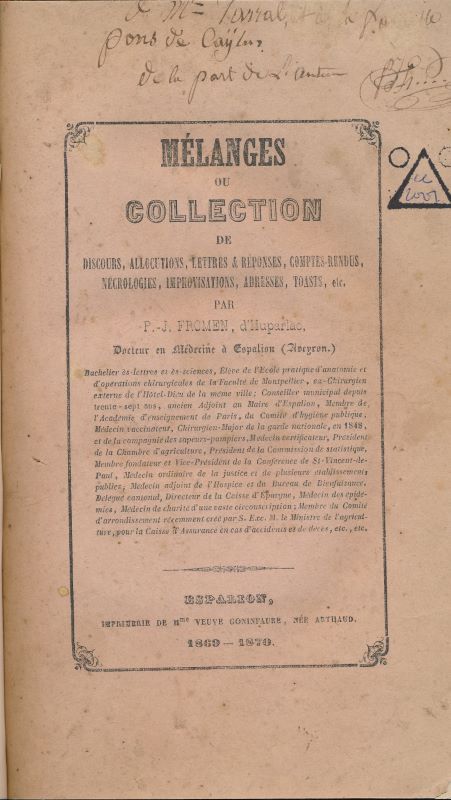 de la part de l'auteur
pons de Caylus
MÉLANGES
OU
COLLECTION
DE
DISCOURS, ALLOCUTIONS, LETTRES & RÉPONSES, COMPTES-RENDUS,
NÉCROLOGIES, IMPROVISATIONS, ADRESSES, TOASTS, etc.
PAR
P.-J. FROMEN, d'Huparlac,
Docteur en Médecine à Espalion (Aveyron.)
Bachelier ès-lettres et ès-sciences, Élève de l'École pratique d'anatomie et
d'opérations chirurgicales de la Faculté de Montpellier, ex-Chirurgien
externe de l'Hôtel-Dieu de la même ville; Conseiller municipal depuis
trente-sept ans, ancien Adjoint au Maire d'Espalion, Membre de
l'Académie d'enseignement de Paris, du Comité d'hygiène publique,
Médecin vaccinateur, Chirurgien-Major de la garde nationale, en 1848,
et de la compagnie des sapeurs-pompiers, Médecin certificateur, Président
de la Chambre d'agriculture, Président de la Commission de statistique,
Membre fondateur et Vice-Président de la Conférence de St-Vincent-de-
Paul, Médecin ordinaire de la justice et de plusieurs établissements
publics; Médecin adjoint de l'Hospice et du Bureau de Bienfaisance,
Délégué cantonal, Directeur de la Caisse d'Épargne, Médecin des épidé-
mies, Médecin de charité d'une vaste circonscription; Membre du Comité
d'arrondissement récemment créé par S. Exc. M. le Ministre de l'agricul-
ture, pour la Caisse d'Assurance en cas d'accidents et de décès, etc., etc.
ESPALION,
IMPRIMERIE DE Mme VEUVE GONINFAURE, NÉE ARTHAUD.
1869 — 1870.